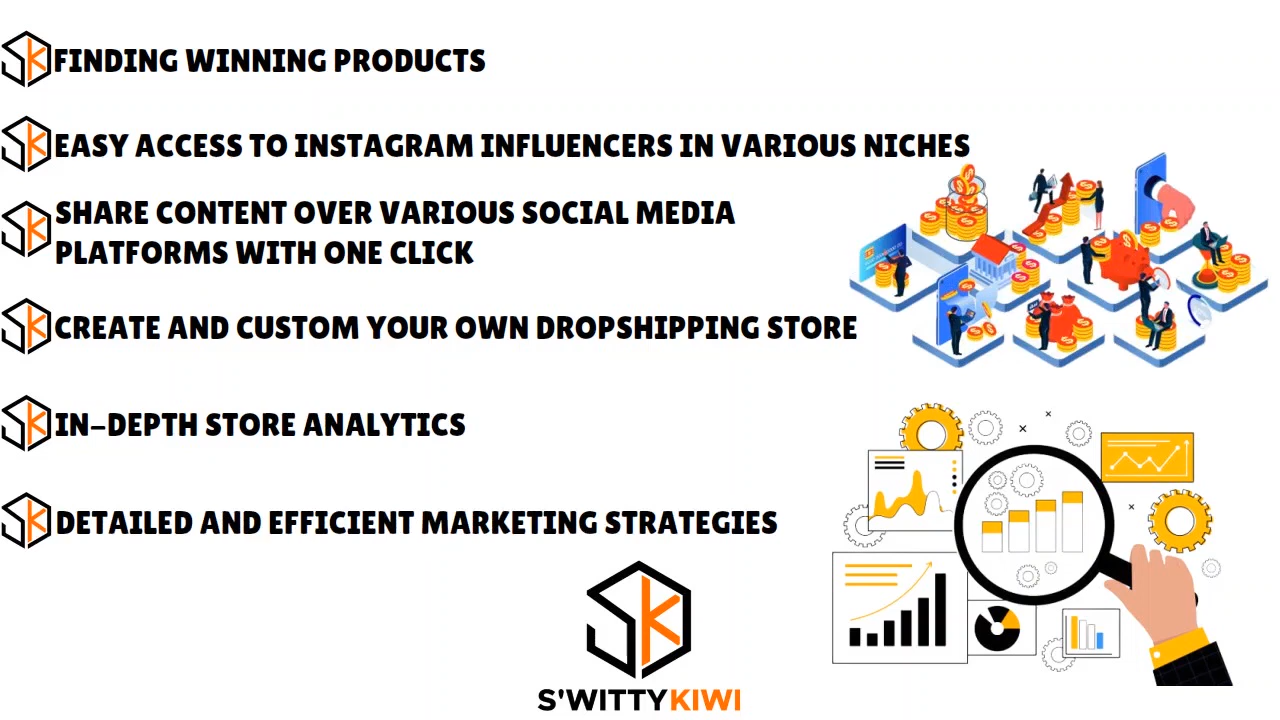 FINDING WINNING PRODUCTS
EASY ACCESS TO INSTAGRAM INFLUENCERS IN VARIOUS NICHES
SHARE CONTENT OVER VARIOUS SOCIAL MEDIA
PLATFORMS WITH ONE CLICK
CREATE AND CUSTOM YOUR OWN DROPSHIPPING STORE
IN-DEPTH STORE ANALYTICS
DETAILED AND EFFICIENT MARKETING STRATEGIES
SK
S'WITTYKIWI